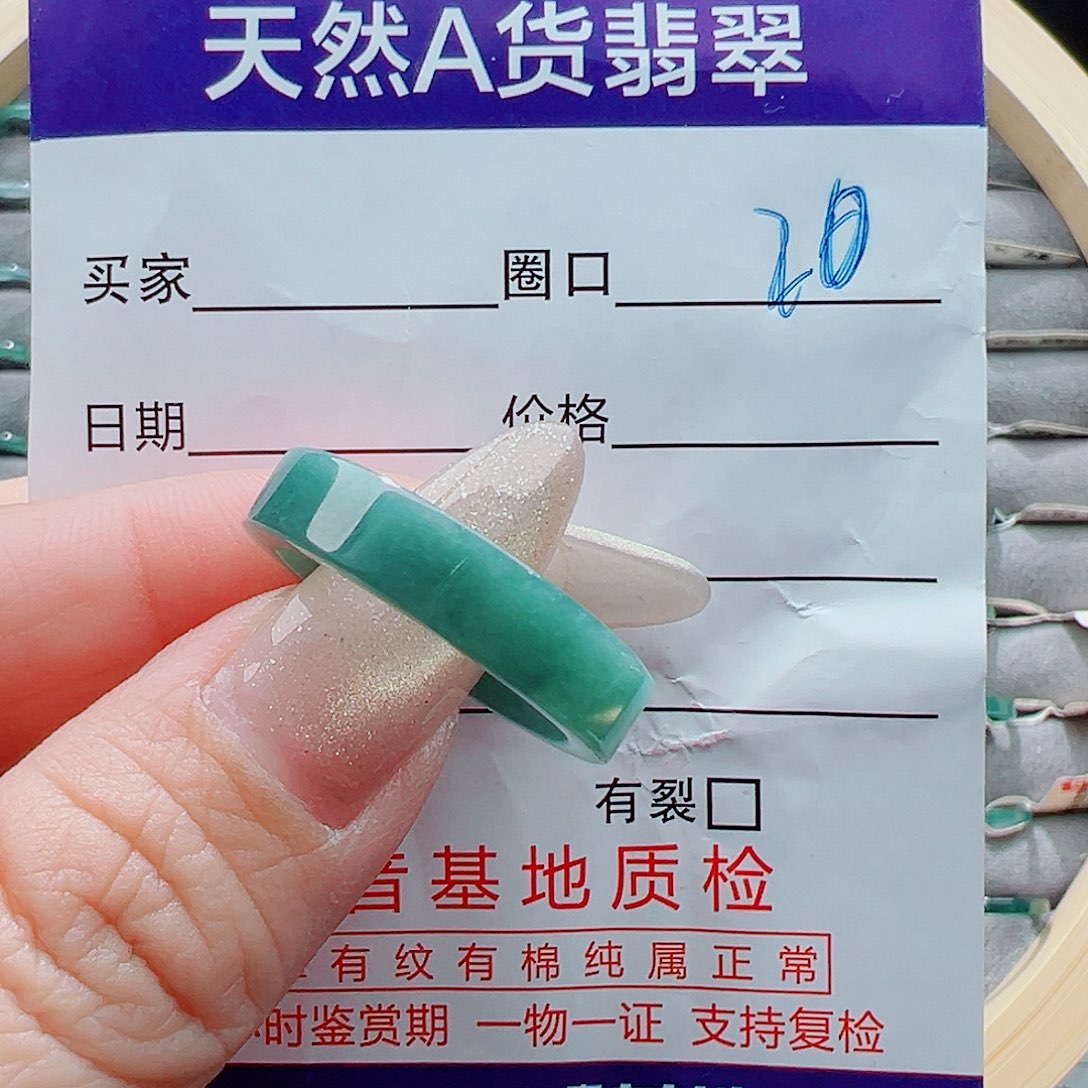 天然A货翡翠
买家 圈口 20
日期 价格
有裂
基地质检
有纹有棉纯属正常
时鉴赏期 一物一证 支持复检